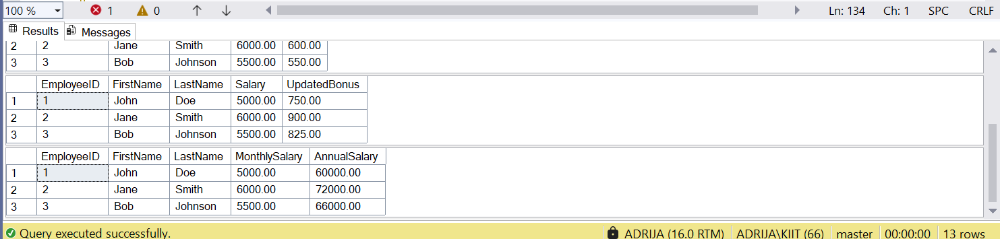 100 % 1 0 Ln: 134 Ch: 1 SPC CRLF
Results Messages
2 2 Jane Smith 6000.00 600.00
3 3 Bob Johnson 5500.00 550.00
EmployeeID FirstName LastName Salary UpdatedBonus
1 1 John Doe 5000.00 750.00
2 2 Jane Smith 6000.00 900.00
3 3 Bob Johnson 5500.00 825.00
EmployeeID FirstName LastName MonthlySalary AnnualSalary
1 1 John Doe 5000.00 60000.00
2 2 Jane Smith 6000.00 72000.00
3 3 Bob Johnson 5500.00 66000.00
Query executed successfully. ADRIJA (16.0 RTM) ADRIJA\KIIT (66) master 00:00:00 13 rows